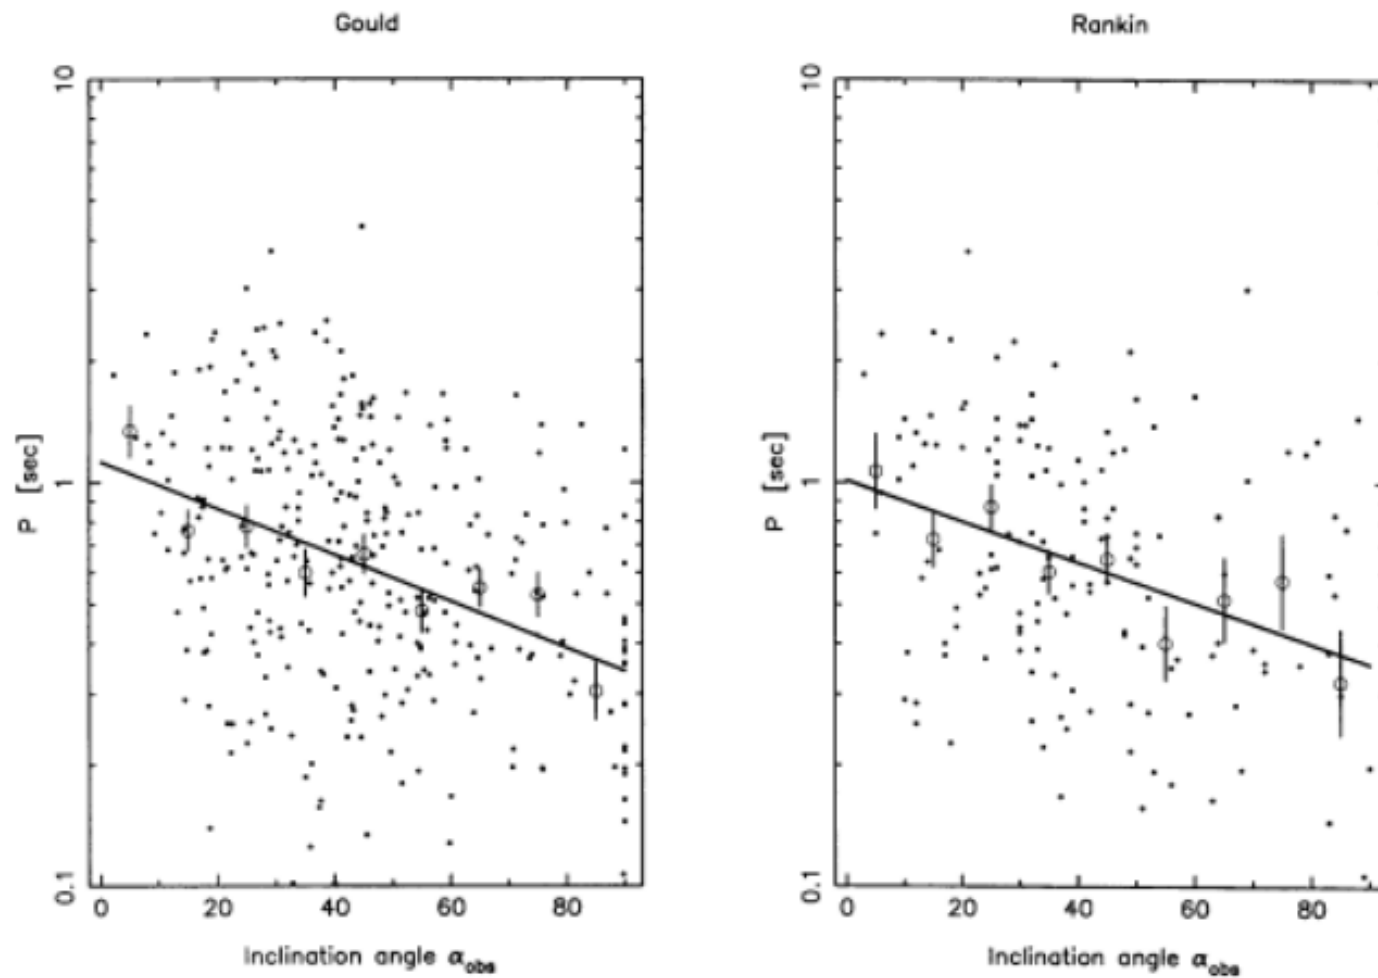 Gould
Rankin
10
1
0.1
P [sec]
0 20 40 60 80
Inclination angle α_obs
10
1
0.1
P [sec]
0 20 40 60 80
Inclination angle α_obs